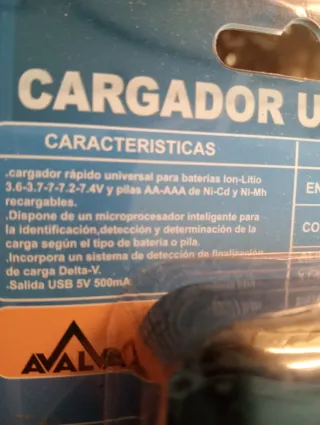 CARGADOR U
CARACTERISTICAS
.cargador rápido universal para baterías Ion-Litio
3.6-3.7-7-7.2-7.4V y pilas AA-AAA de Ni-Cd y Ni-Mh
recargables.
.Dispone de un microprocesador inteligente para
la identificación,detección y determinación de la
carga según el tipo de batería o pila.
.Incorpora un sistema de detección de finalización
de carga Delta-V.
.Salida USB 5V 500mA
EN
CO